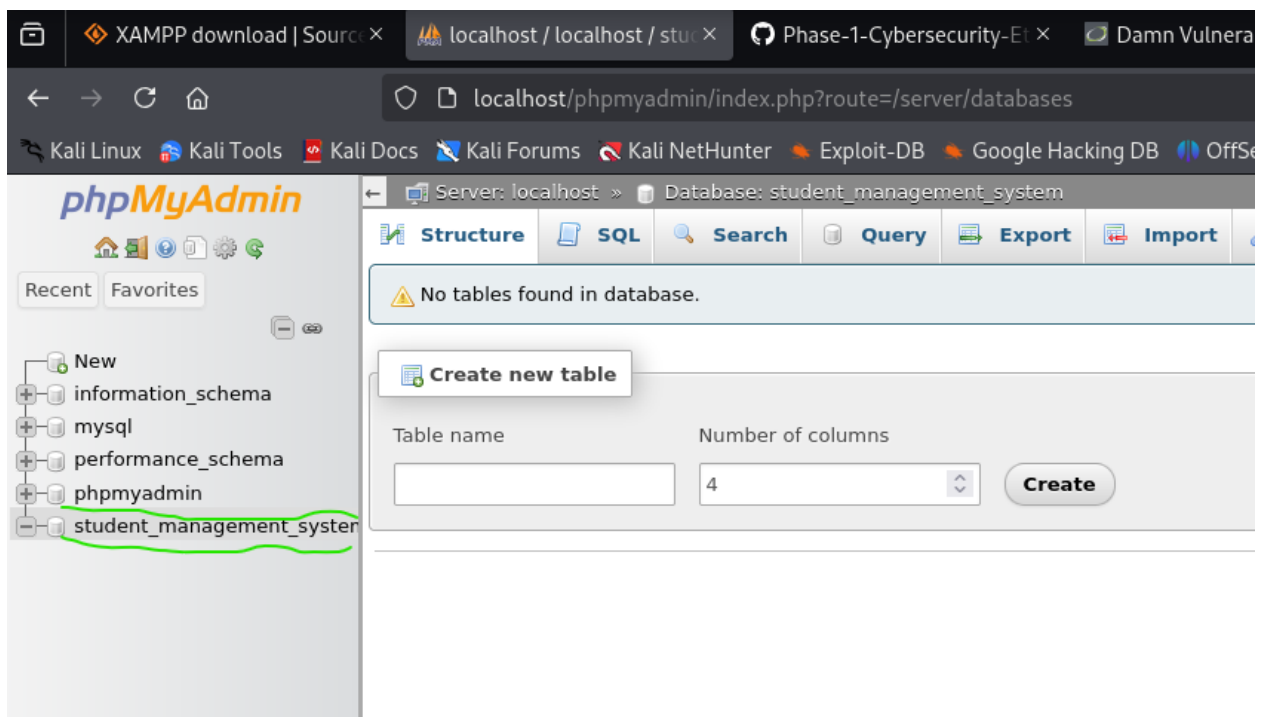 XAMPP download | Source
localhost / localhost / stud
Phase-1-Cybersecurity-Et
Damn Vulnera
localhost/phpmyadmin/index.php?route=/server/databases
Kali Linux Kali Tools Kali Docs Kali Forums Kali NetHunter Exploit-DB Google Hacking DB OffSe
phpMyAdmin
Recent Favorites
New
information_schema
mysql
performance_schema
phpmyadmin
student_management_system
Server: localhost » Database: student_management_system
Structure SQL Search Query Export Import
No tables found in database.
Create new table
Table name Number of columns
4 Create